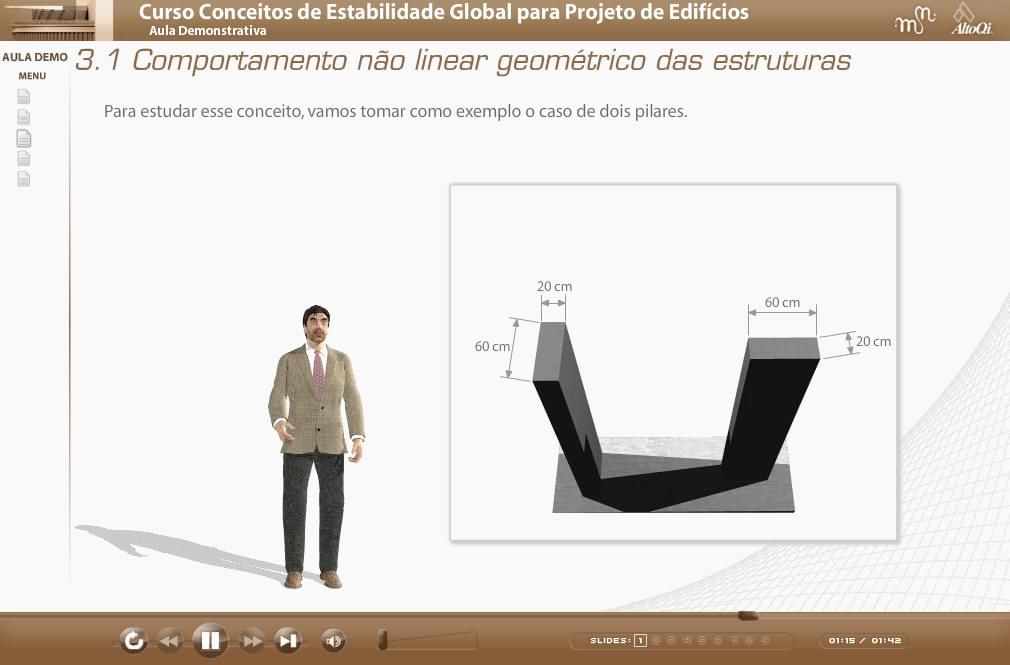 Curso Conceitos de Estabilidade Global para Projeto de Edifícios
Aula Demonstrativa
AltoQi
AULA DEMO
MENU
3.1 Comportamento não linear geométrico das estruturas
Para estudar esse conceito, vamos tomar como exemplo o caso de dois pilares.
20 cm
60 cm
60 cm
20 cm
SLIDES: 1
01:15 / 01:42